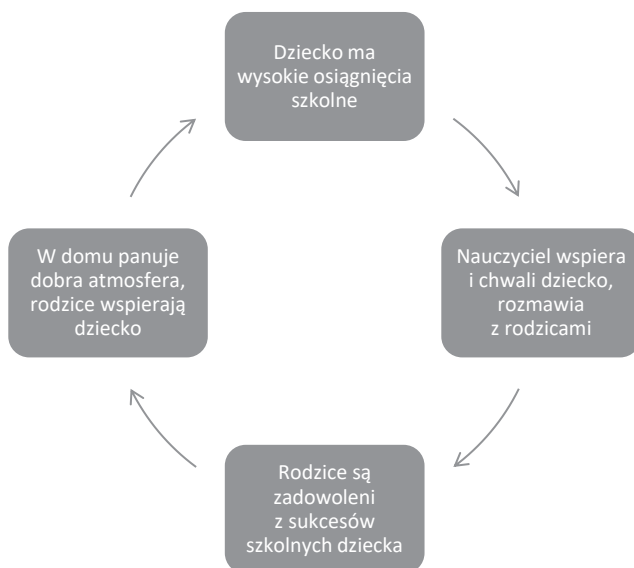 Dziecko ma
wysokie osiągnięcia
szkolne
Nauczyciel wspiera
i chwali dziecko,
rozmawia
z rodzicami
Rodzice są
zadowoleni
z sukcesów
szkolnych dziecka
W domu panuje
dobra atmosfera,
rodzice wspierają
dziecko